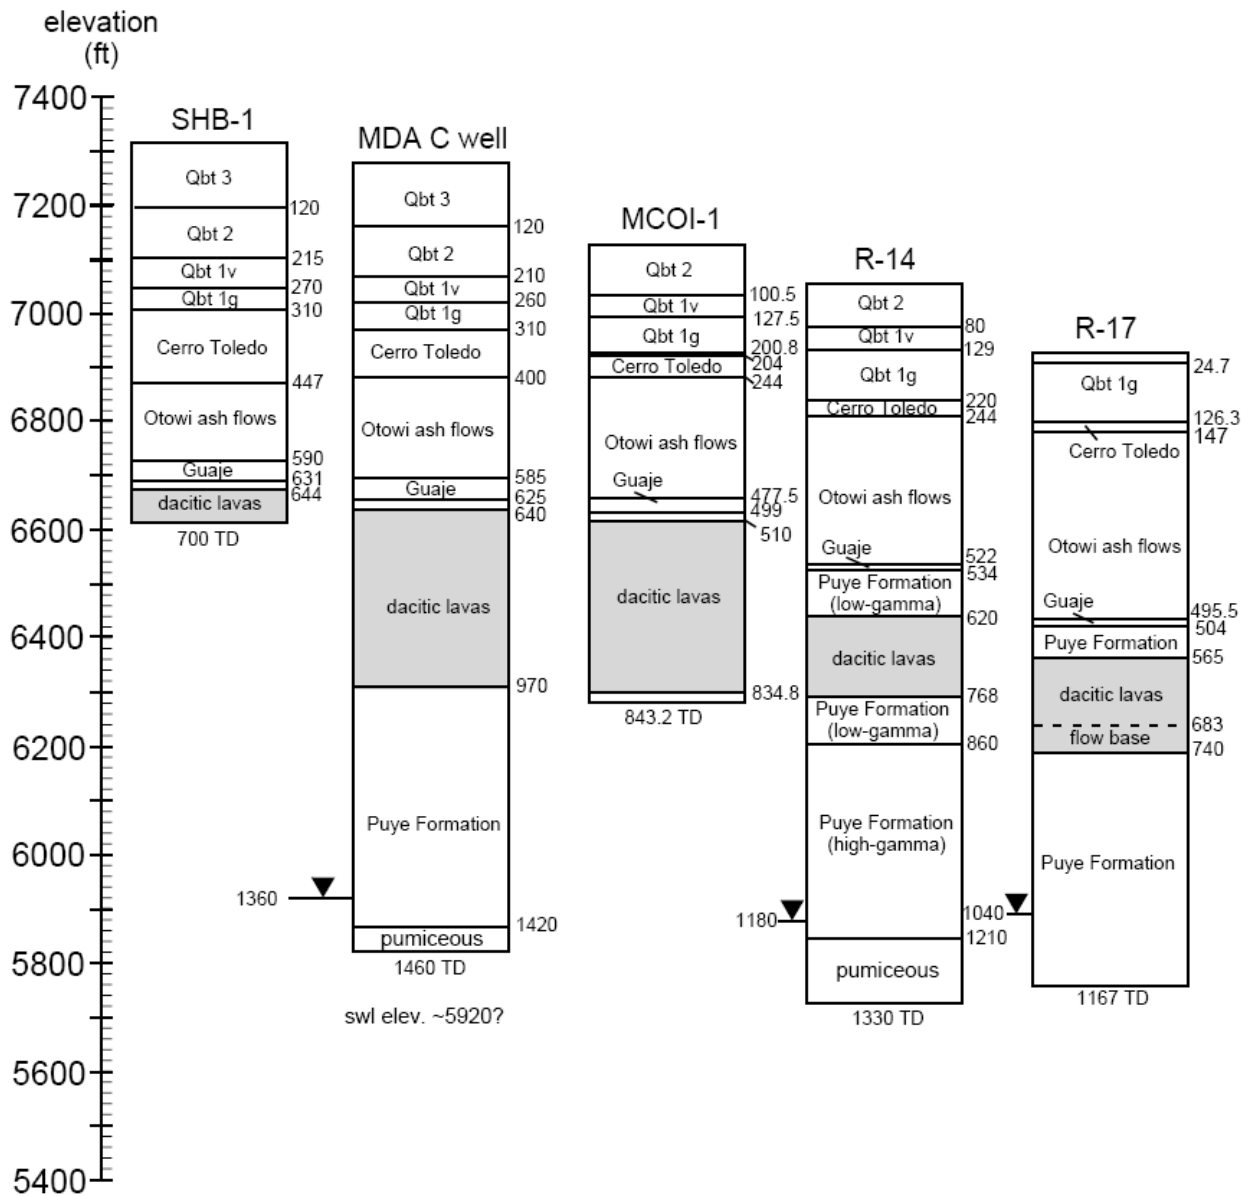 elevation
(ft)
7400
7200
7000
6800
6600
6400
6200
6000
5800
5600
5400
SHB-1
Qbt 3
120
Qbt 2
215
Qbt 1v
270
Qbt 1g
310
Cerro Toledo
447
Otowi ash flows
590
Guaje
631
644
dacitic lavas
700 TD
MDA C well
Qbt 3
120
Qbt 2
210
Qbt 1v
260
Qbt 1g
310
Cerro Toledo
400
Otowi ash flows
585
Guaje
625
640
dacitic lavas
970
Puye Formation
1360
1420
pumiceous
1460 TD
swl elev. ~5920?
MCOI-1
Qbt 2
100.5
Qbt 1v
127.5
Qbt 1g
200.8
204
Cerro Toledo
244
Otowi ash flows
Guaje
477.5
499
510
dacitic lavas
834.8
843.2 TD
R-14
Qbt 2
80
Qbt 1v
129
Qbt 1g
220
Cerro Toledo
244
Otowi ash flows
Guaje
522
534
Puye Formation
(low-gamma)
620
dacitic lavas
768
Puye Formation
(low-gamma)
860
Puye Formation
(high-gamma)
1180
1210
pumiceous
1330 TD
R-17
24.7
Qbt 1g
126.3
147
Cerro Toledo
Otowi ash flows
Guaje
495.5
504
Puye Formation
565
dacitic lavas
683
flow base
740
Puye Formation
1040
1167 TD